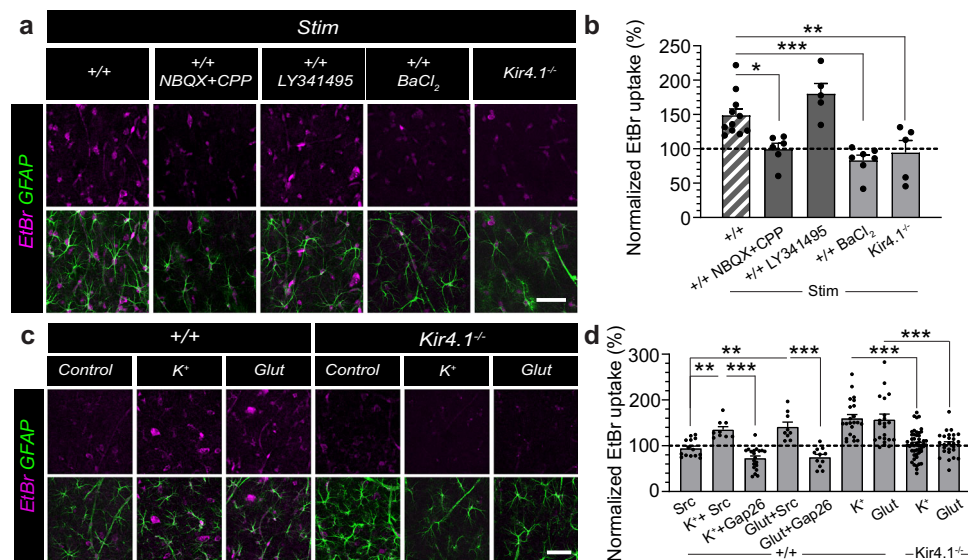 a
Stim
+/+
+/+
NBQX+CPP
+/+
LY341495
+/+
BaCl2
Kir4.1-/-
EtBr GFAP
b
Normalized EtBr uptake (%)
250
200
150
100
50
0
**
***
*
+/+
+/+ NBQX+CPP
+/+ LY341495
+/+ BaCl2
Kir4.1-/-
Stim
c
+/+
Kir4.1-/-
Control
K+
Glut
Control
K+
Glut
EtBr GFAP
d
Normalized EtBr uptake (%)
300
200
100
0
**
***
***
***
**
***
Src
K++ Src
K++Gap26
Glut+Src
Glut+Gap26
K+
Glut
K+
Glut
+/+
Kir4.1-/-